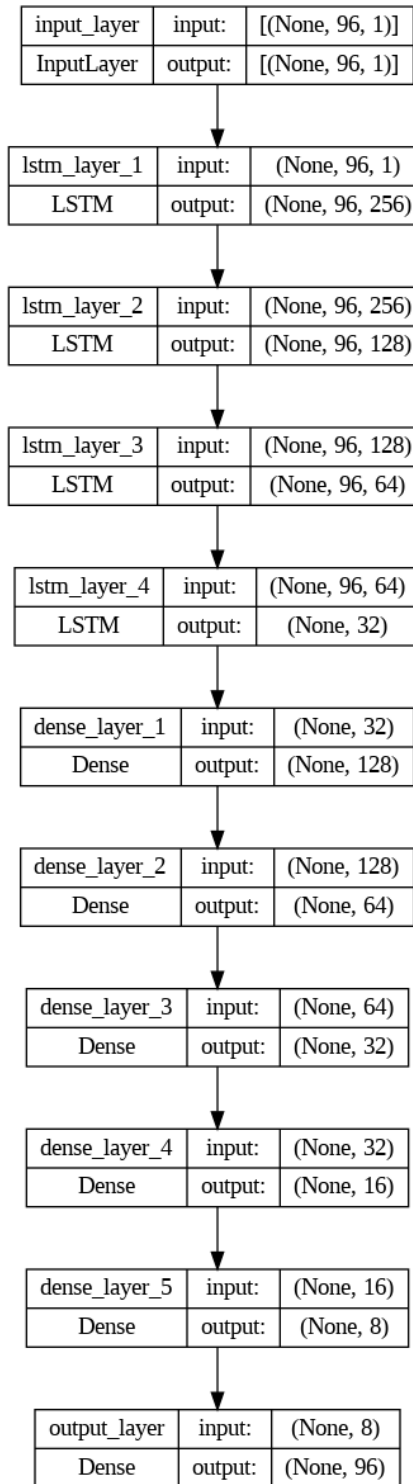 input_layer input: [(None, 96, 1)]
InputLayer output: [(None, 96, 1)]
lstm_layer_1 input: (None, 96, 1)
LSTM output: (None, 96, 256)
lstm_layer_2 input: (None, 96, 256)
LSTM output: (None, 96, 128)
lstm_layer_3 input: (None, 96, 128)
LSTM output: (None, 96, 64)
lstm_layer_4 input: (None, 96, 64)
LSTM output: (None, 32)
dense_layer_1 input: (None, 32)
Dense output: (None, 128)
dense_layer_2 input: (None, 128)
Dense output: (None, 64)
dense_layer_3 input: (None, 64)
Dense output: (None, 32)
dense_layer_4 input: (None, 32)
Dense output: (None, 16)
dense_layer_5 input: (None, 16)
Dense output: (None, 8)
output_layer input: (None, 8)
Dense output: (None, 96)